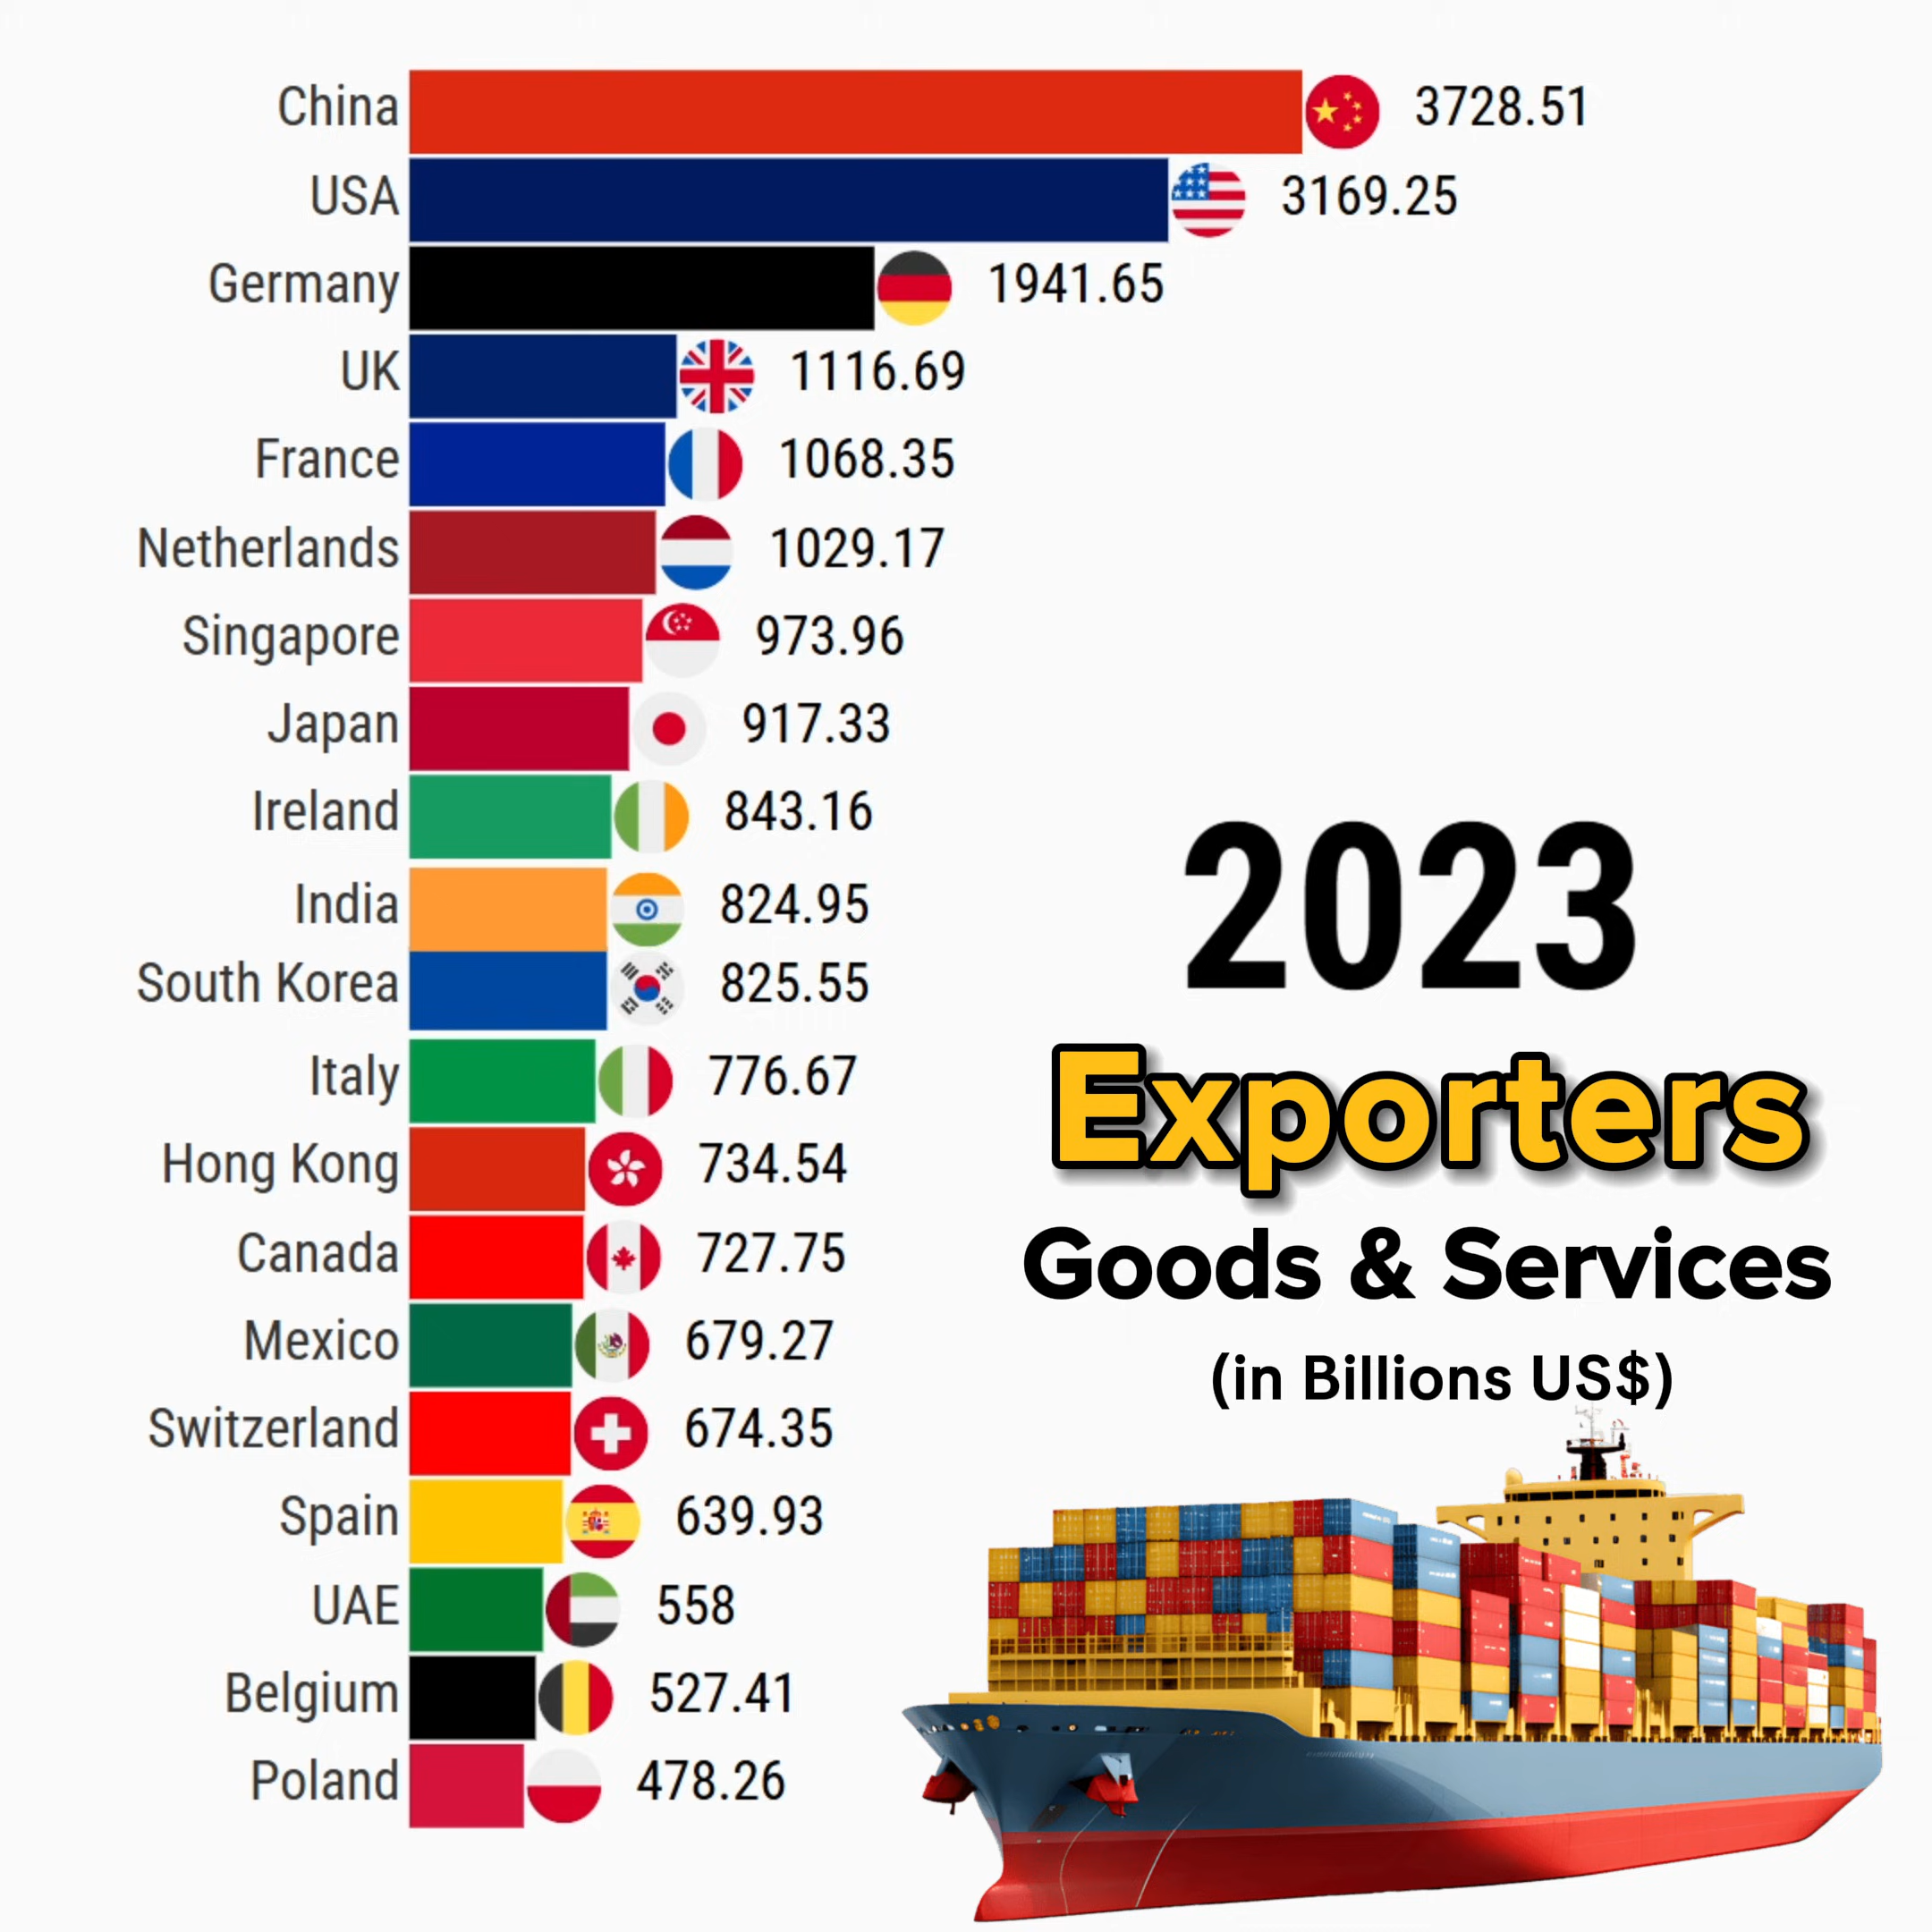 China 3728.51
USA 3169.25
Germany 1941.65
UK 1116.69
France 1068.35
Netherlands 1029.17
Singapore 973.96
Japan 917.33
Ireland 843.16
India 824.95
South Korea 825.55
Italy 776.67
Hong Kong 734.54
Canada 727.75
Mexico 679.27
Switzerland 674.35
Spain 639.93
UAE 558
Belgium 527.41
Poland 478.26
2023
Exporters
Goods & Services
(in Billions US$)